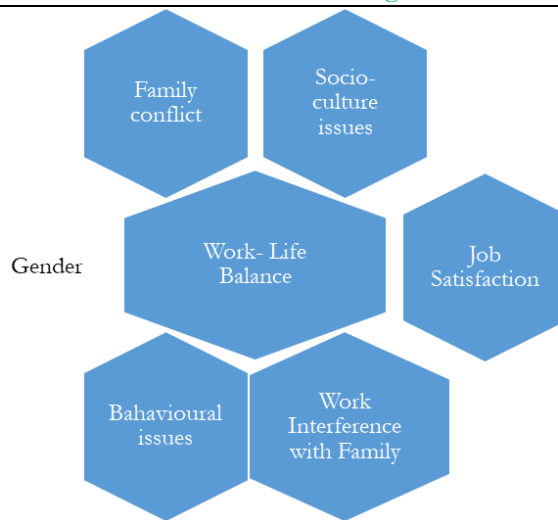 Family
conflict
Socio-
culture
issues
Gender
Work- Life
Balance
Job
Satisfaction
Bahavioural
issues
Work
Interference
with Family